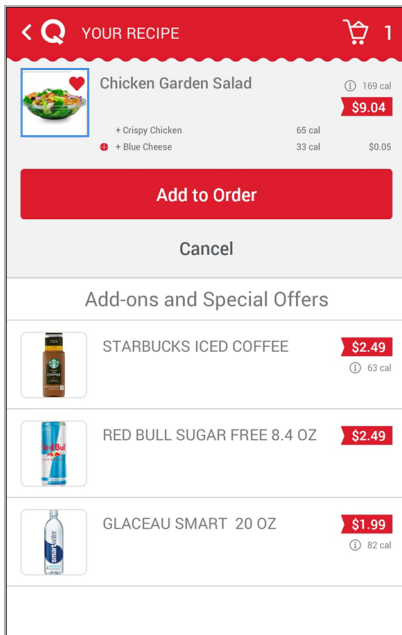 YOUR RECIPE
1
Chicken Garden Salad
169 cal
$9.04
+ Crispy Chicken 65 cal
+ Blue Cheese 33 cal $0.05
Add to Order
Cancel
Add-ons and Special Offers
STARBUCKS ICED COFFEE
$2.49
63 cal
RED BULL SUGAR FREE 8.4 OZ
$2.49
GLACEAU SMART 20 OZ
$1.99
82 cal